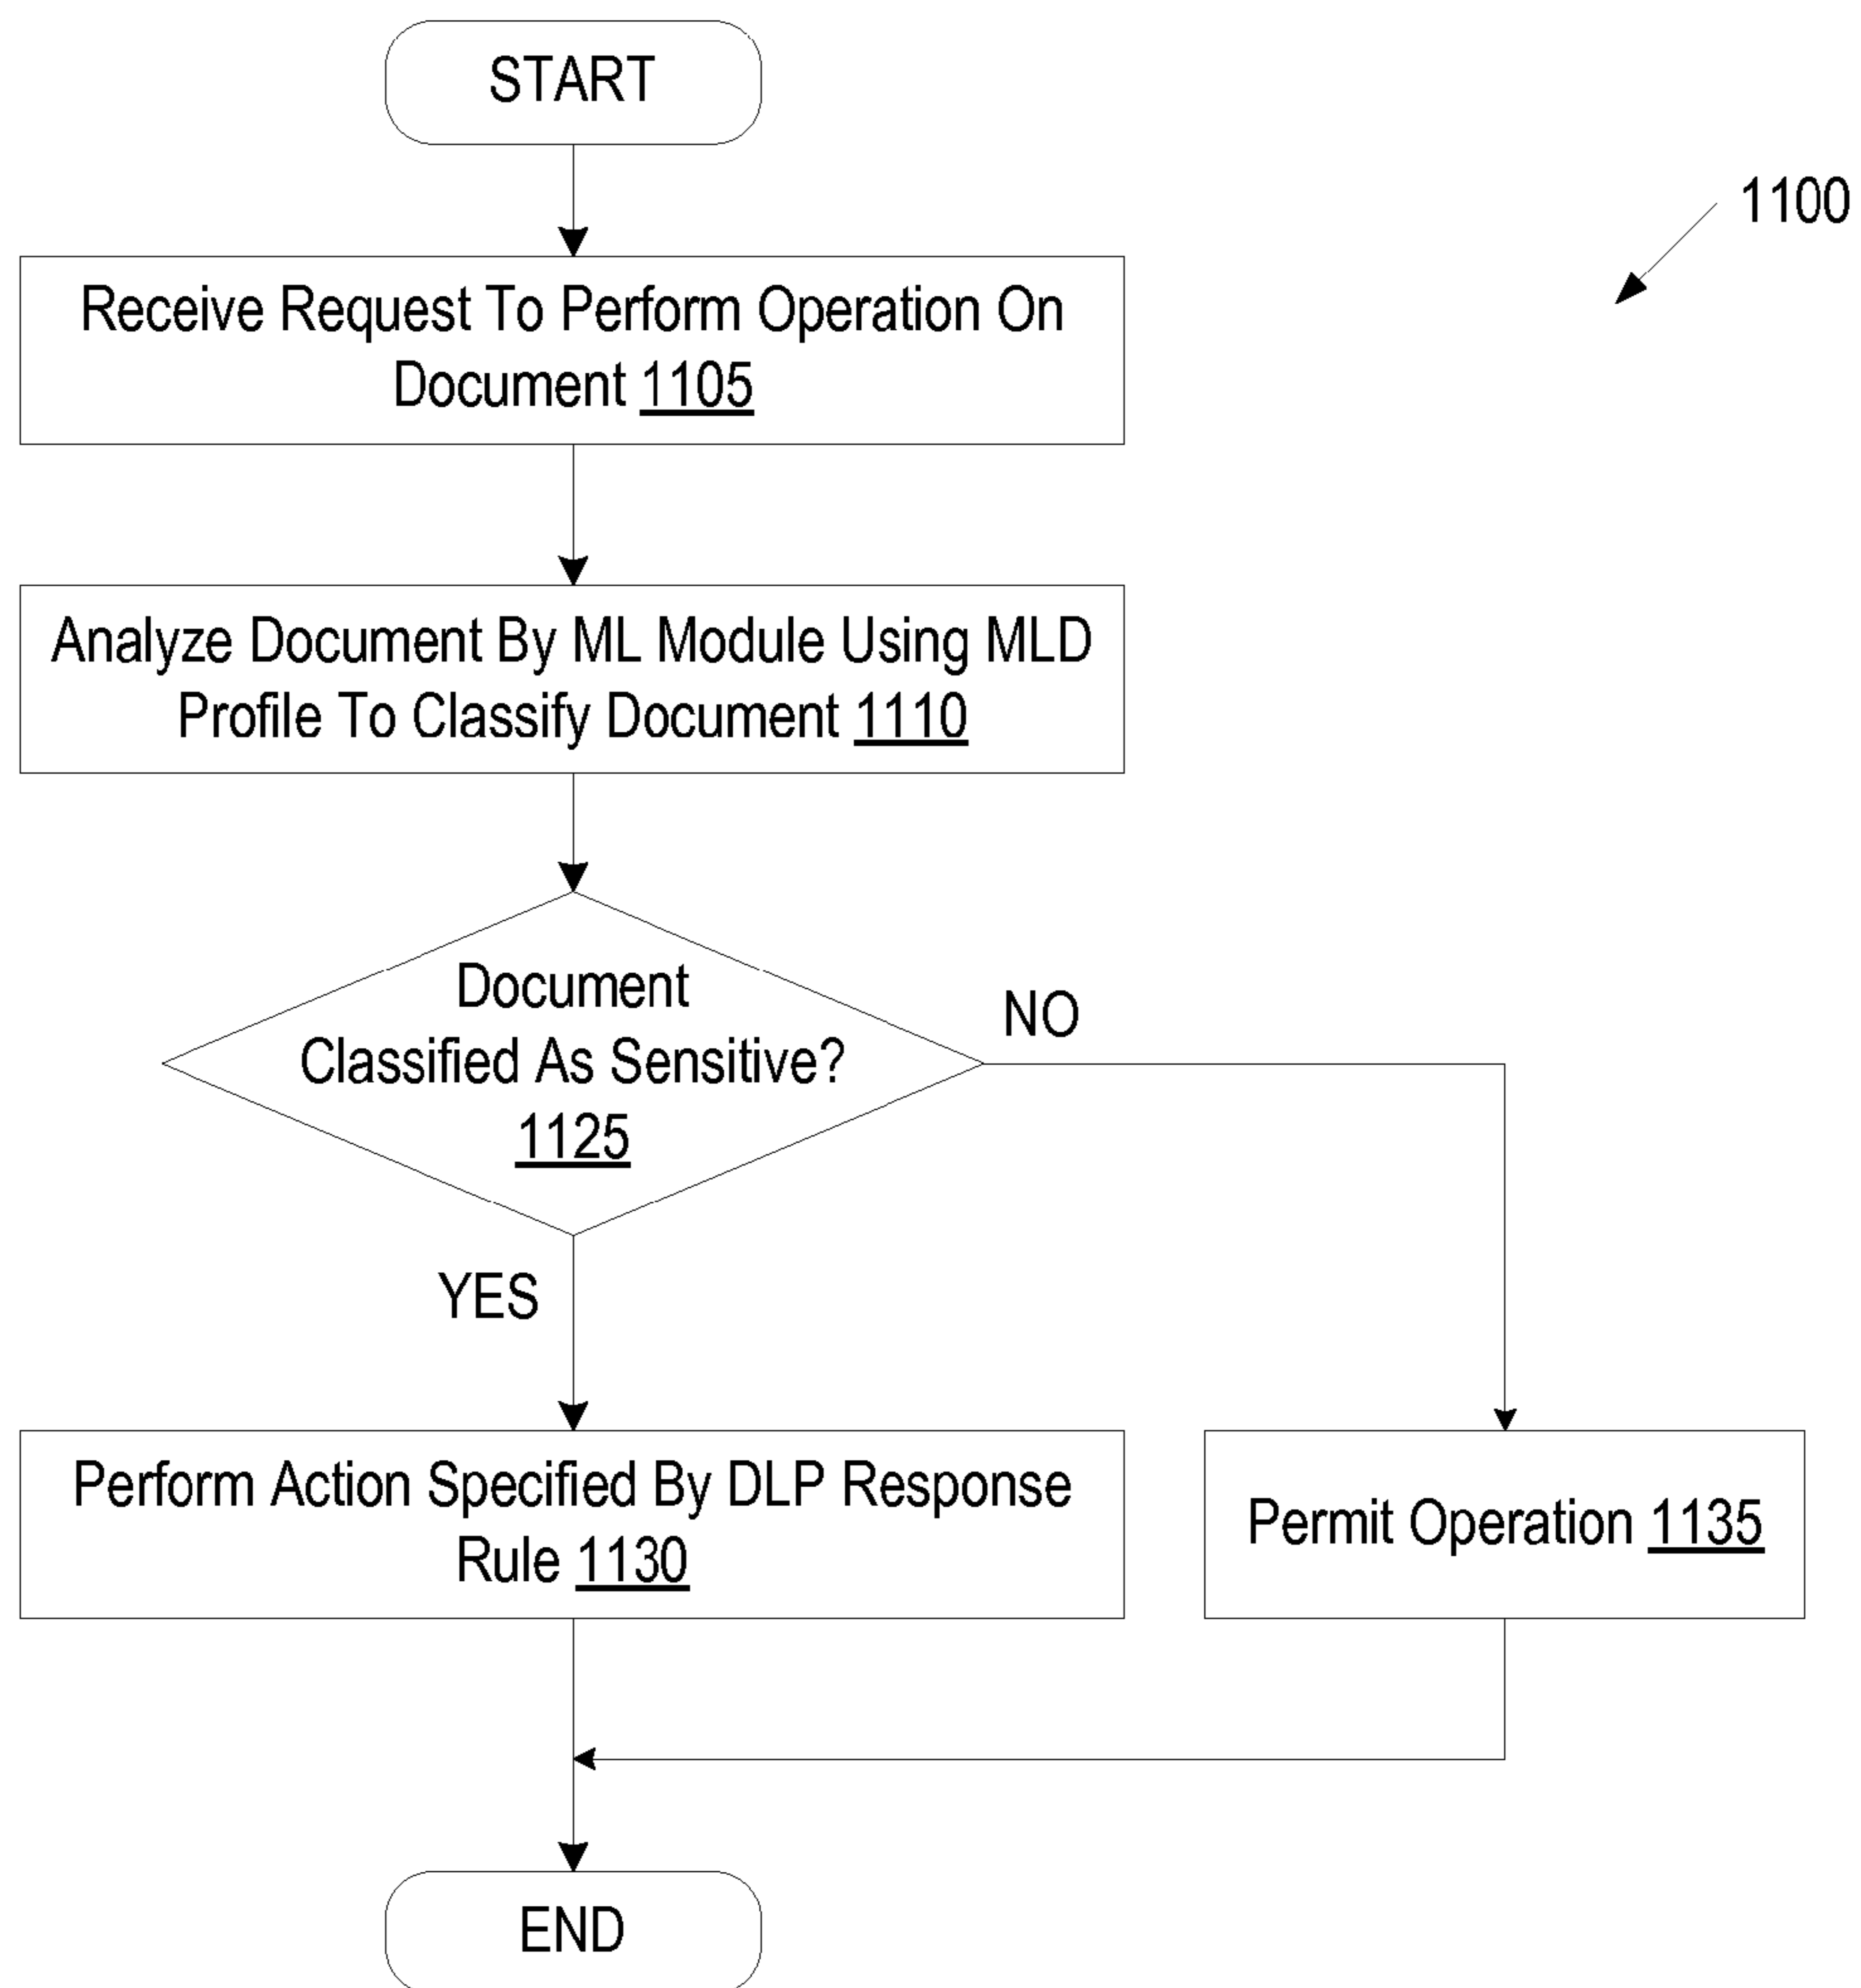 START
1100
Receive Request To Perform Operation On
Document 1105
Analyze Document By ML Module Using MLD
Profile To Classify Document 1110
Document
Classified As Sensitive?
1125
NO
YES
Perform Action Specified By DLP Response
Rule 1130
Permit Operation 1135
END